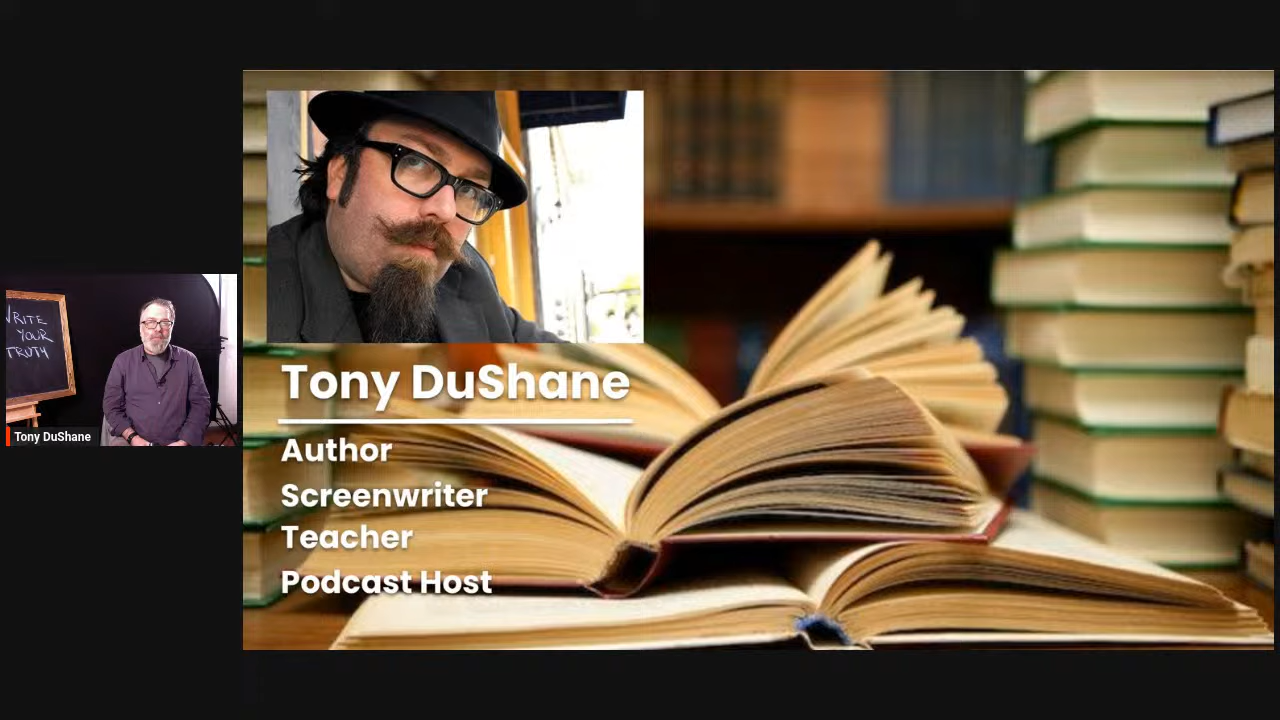 WRITE
YOUR
TRUTH
Tony DuShane
Tony DuShane
Author
Screenwriter
Teacher
Podcast Host